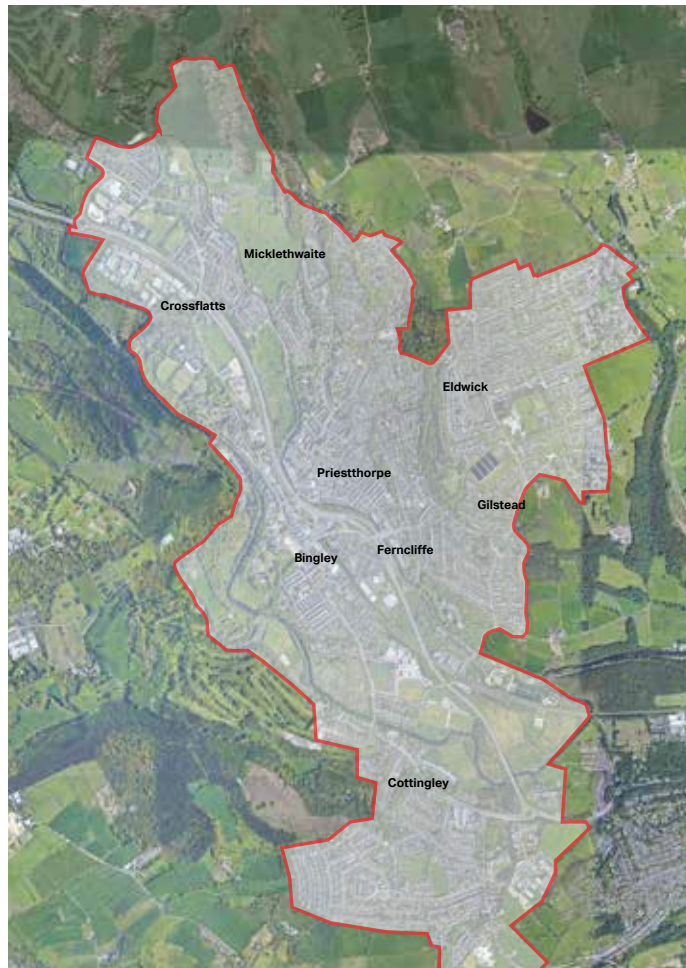 Micklethwaite
Crossflatts
Eldwick
Priestthorpe
Gilstead
Ferncliffe
Bingley
Cottingley